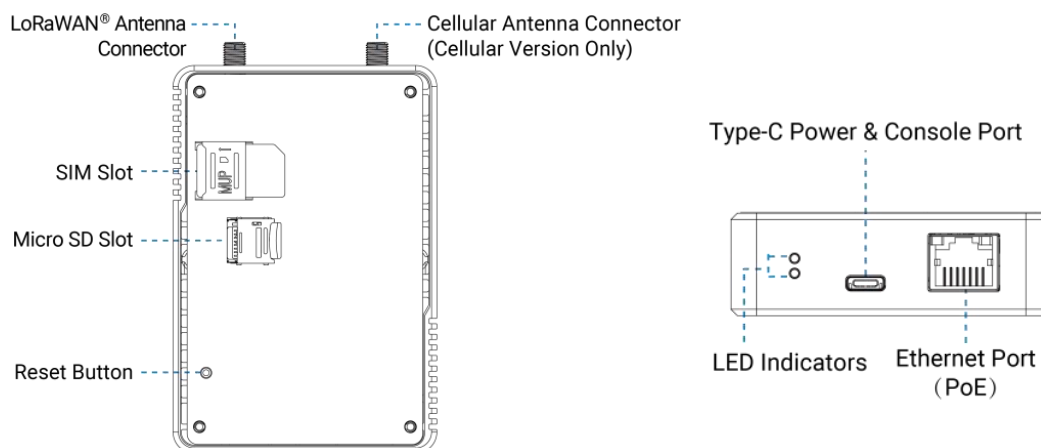 LoRaWAN® Antenna
Connector
Cellular Antenna Connector
(Cellular Version Only)
SIM Slot
MUP
Micro SD Slot
Reset Button
Type-C Power & Console Port
LED Indicators
Ethernet Port
(PoE)